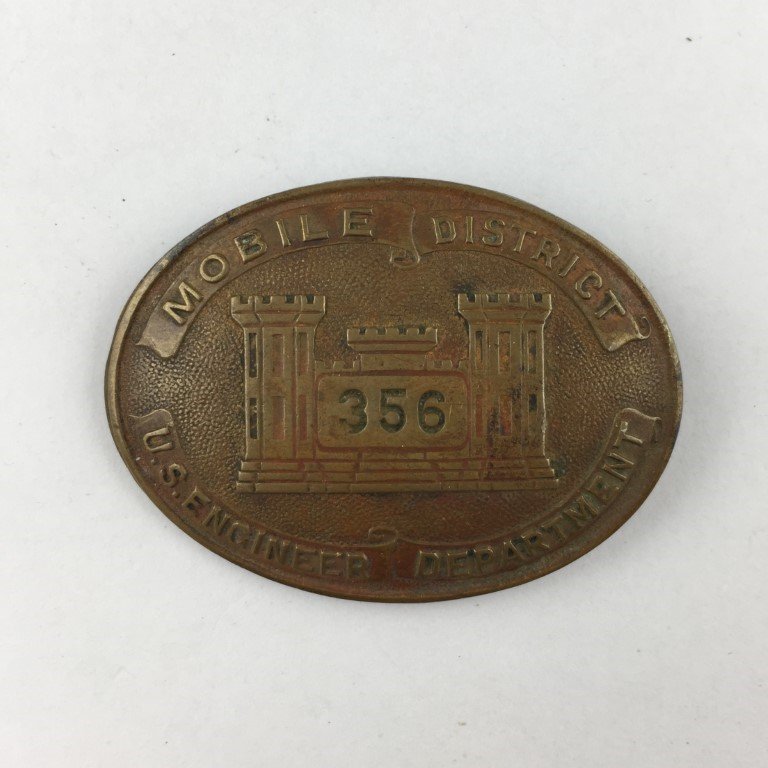 MOBILE DISTRICT
356
U.S. ENGINEER DEPARTMENT